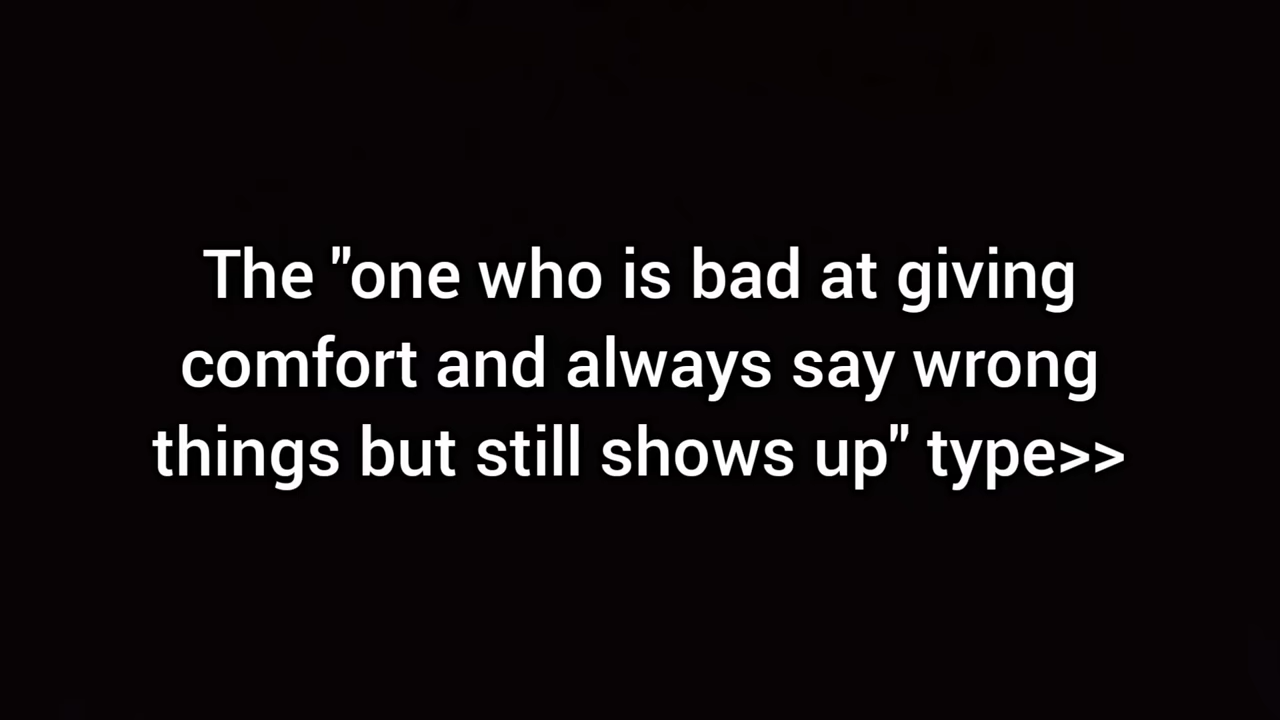 The "one who is bad at giving
comfort and always say wrong
things but still shows up" type>>